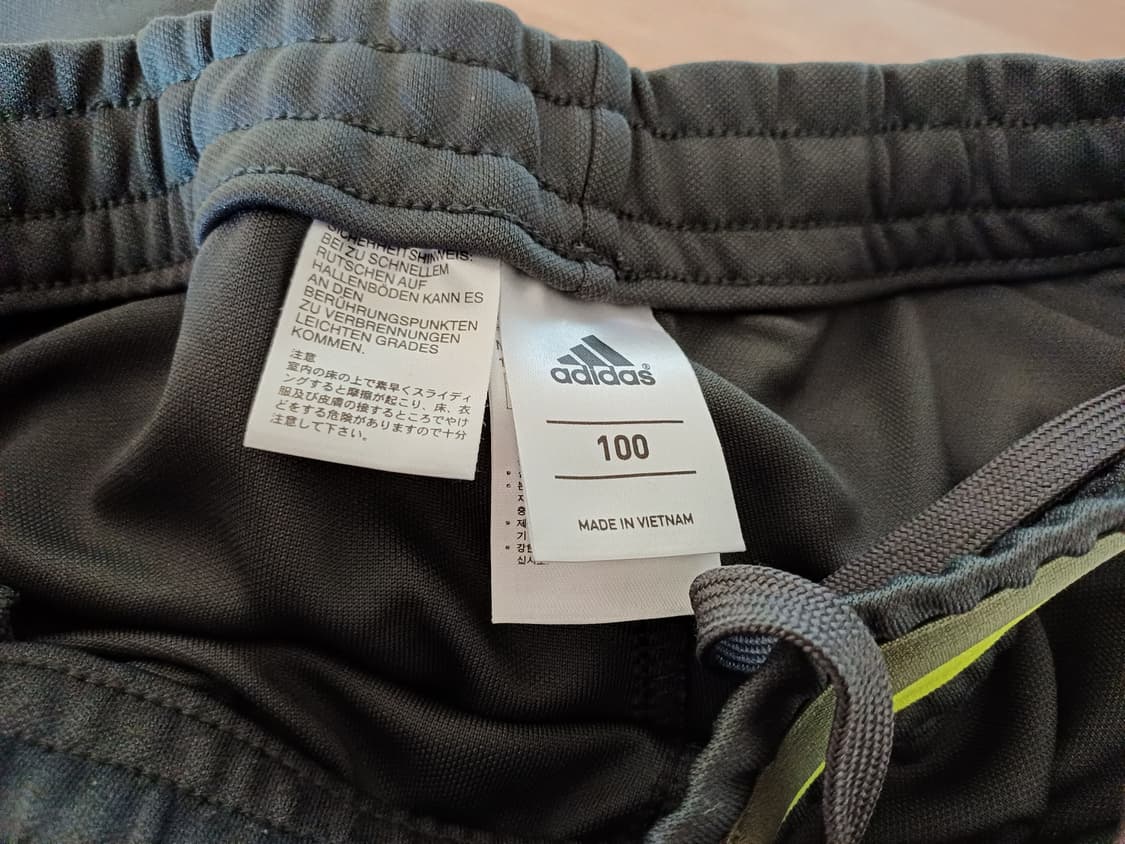 SICHERHEITSHINWEIS:
BEI ZU SCHNELLEM
RUTSCHEN AUF
HALLENBÖDEN KANN ES
AN DEN
BERÜHRUNGSPUNKTEN
ZU VERBRENNUNGEN
LEICHTEN GRADES
KOMMEN.
注意
室内の床の上で素早くスライディ
ングすると摩擦が起こり、床、衣
服及び皮膚の接するところでやけ
どをする危険がありますので十分
注意して下さい。
adidas®
100
MADE IN VIETNAM